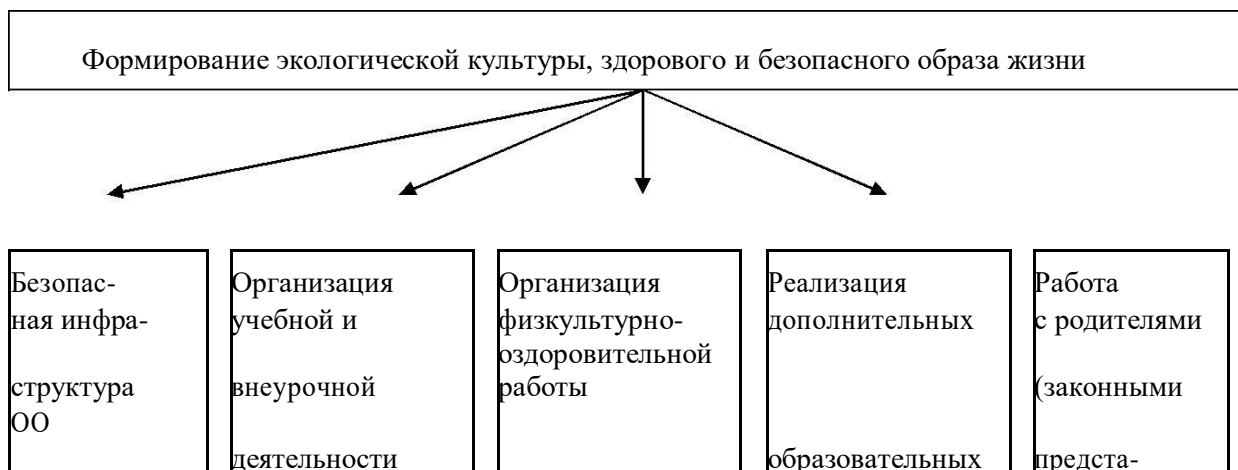 Формирование экологической культуры, здорового и безопасного образа жизни
Безопас-
ная инфра-
структура
ОО
Организация
учебной и
внеурочной
деятельности
Организация
физкультурно-
оздоровительной
работы
Реализация
дополнительных
образовательных
Работа
с родителями
(законными
предста-